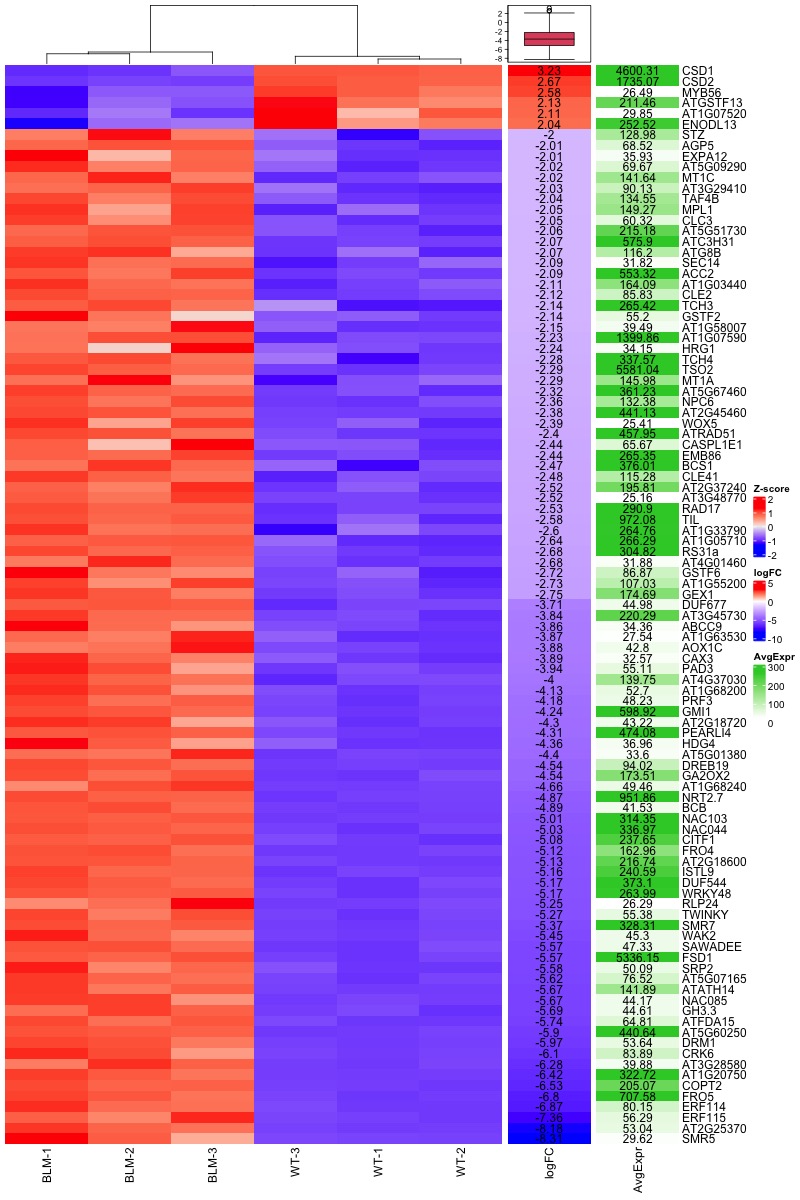 2
0
-2
-4
-6
-8
3.23 4600.31 CSD1
2.67 1735.07 CSD2
2.58 26.49 MYB56
2.13 211.46 ATGSTF13
2.11 29.85 AT1G07520
2.04 252.52 ENODL13
-2 128.98 STZ
-2.01 68.52 AGP5
-2.01 35.93 EXPA12
-2.02 69.67 AT5G09290
-2.02 141.64 MT1C
-2.03 90.13 AT3G29410
-2.04 134.55 TAF4B
-2.05 149.27 MPL1
-2.05 60.32 CLC3
-2.06 215.18 AT5G51730
-2.07 575.9 ATC3H31
-2.07 116.2 ATG8B
-2.09 31.82 SEC14
-2.09 553.32 ACC2
-2.11 164.09 AT1G03440
-2.12 85.83 CLE2
-2.14 265.42 TCH3
-2.14 55.2 GSTF2
-2.15 39.49 AT1G58007
-2.23 1399.86 AT1G07590
-2.24 34.15 HRG1
-2.28 337.57 TCH4
-2.29 5581.04 TSO2
-2.29 145.98 MT1A
-2.32 361.23 AT5G67460
-2.36 132.38 NPC6
-2.38 441.13 AT2G45460
-2.39 25.41 WOX5
-2.4 457.95 ATRAD51
-2.44 65.67 CASPL1E1
-2.44 265.35 EMB86
-2.47 376.01 BCS1
-2.48 115.28 CLE41
-2.52 195.81 AT2G37240
-2.52 25.16 AT3G48770
-2.53 290.9 RAD17
-2.58 972.08 TIL
-2.6 264.76 AT1G33790
-2.64 266.29 AT1G05710
-2.68 304.82 RS31a
-2.68 31.88 AT4G01460
-2.72 86.87 GSTF6
-2.73 107.03 AT1G55200
-2.75 174.69 GEX1
-3.71 44.98 DUF677
-3.84 220.29 AT3G45730
-3.86 34.36 ABCC9
-3.87 27.54 AT1G63530
-3.88 42.8 AOX1C
-3.89 32.57 CAX3
-3.94 55.11 PAD3
-4 139.75 AT4G37030
-4.13 52.7 AT1G68200
-4.18 48.23 PRF3
-4.24 598.92 GMI1
-4.3 43.22 AT2G18720
-4.31 474.08 PEARLI4
-4.36 36.96 HDG4
-4.4 33.6 AT5G01380
-4.54 94.02 DREB19
-4.54 173.51 GA2OX2
-4.66 49.46 AT1G68240
-4.87 951.86 NRT2.7
-4.89 41.53 BCB
-5.01 314.35 NAC103
-5.03 336.97 NAC044
-5.08 237.65 CITF1
-5.12 162.96 FRO4
-5.13 216.74 AT2G18600
-5.16 240.59 ISTL9
-5.17 373.1 DUF544
-5.17 263.99 WRKY48
-5.25 26.29 RLP24
-5.27 55.38 TWINKY
-5.37 328.31 SMR7
-5.45 45.3 WAK2
-5.57 47.33 SAWADEE
-5.57 5336.15 FSD1
-5.58 50.09 SRP2
-5.62 76.52 AT5G07165
-5.67 141.89 ATATH14
-5.67 44.17 NAC085
-5.69 44.61 GH3.3
-5.74 64.81 ATFDA15
-5.9 440.64 AT5G60250
-5.97 53.64 DRM1
-6.1 83.89 CRK6
-6.28 39.88 AT3G28580
-6.42 322.72 AT1G20750
-6.53 205.07 COPT2
-6.8 707.58 FRO5
-6.87 80.15 ERF114
-7.36 56.29 ERF115
-8.18 53.04 AT2G25370
-8.31 29.62 SMR5
BLM-1 BLM-2 BLM-3 WT-3 WT-1 WT-2 logFC AvgExpr
Z-score
2
1
0
-1
-2
logFC
5
0
-5
-10
AvgExpr
300
200
100
0